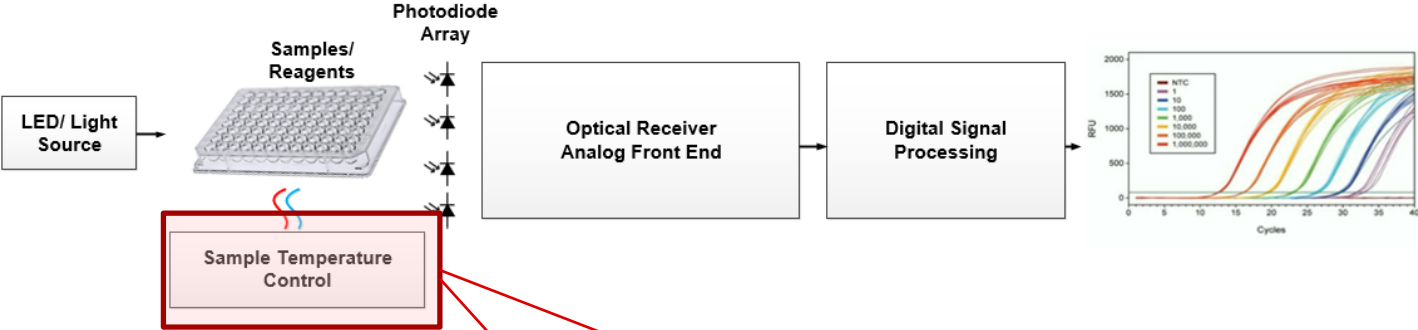 Photodiode
Array
Samples/
Reagents
LED/ Light
Source
Optical Receiver
Analog Front End
Digital Signal
Processing
Sample Temperature
Control
2000
1500
1000
500
0
RFU
NTC
1
10
100
1,000
10,000
100,000
1,000,000
0 5 10 15 20 25 30 35 40
Cycles